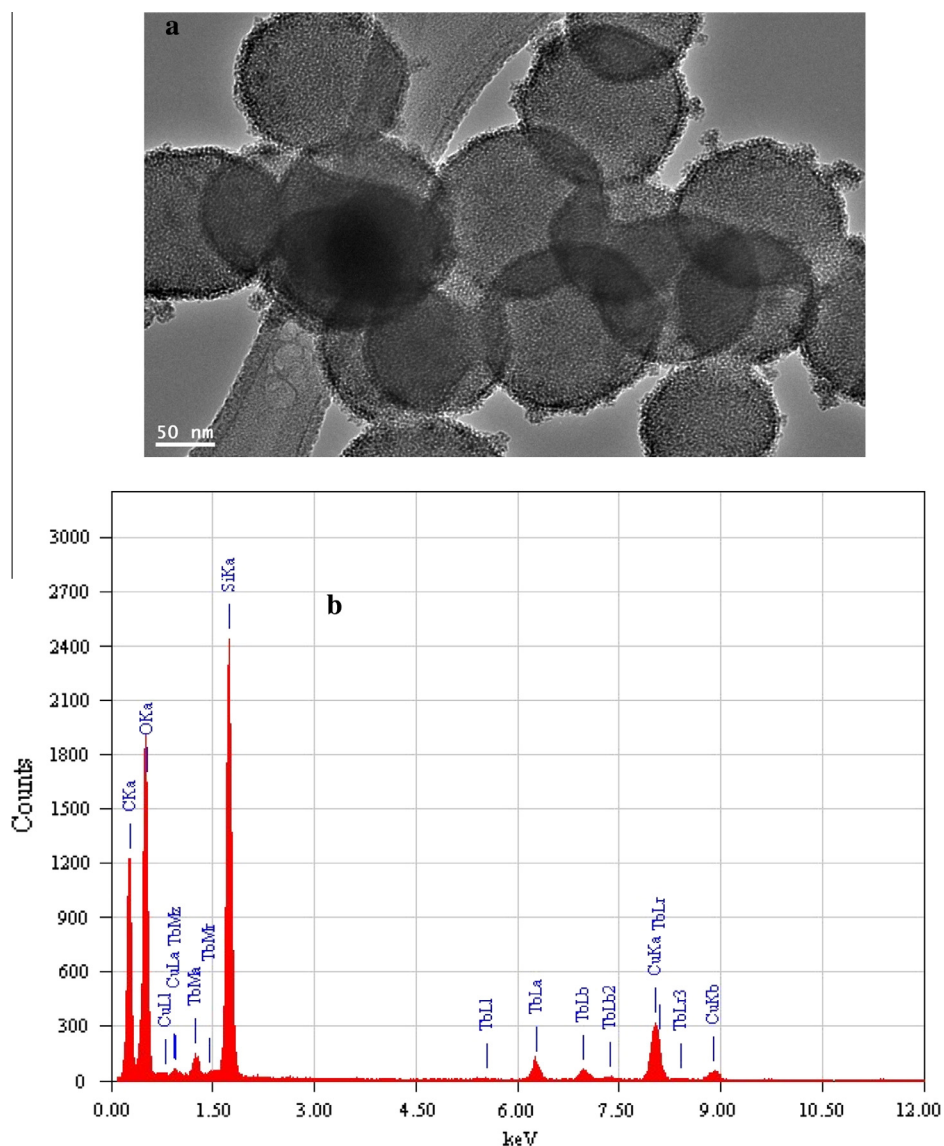 a
50 nm
3000
2700
2400
2100
1800
1500
1200
900
600
300
0
Counts
CKa
OKa
CuLl
CuLa TbMz
TbMa
TbMr
SiKa
b
TbLl
TbLa
TbLb
TbLb2
CuKa TbLr
TbLr3
CuKb
0.00 1.50 3.00 4.50 6.00 7.50 9.00 10.50 12.00
keV